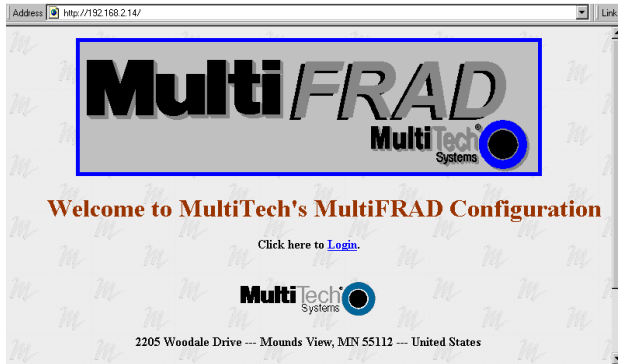 Address http://192.168.2.14/ Link
MultiFRAD
MultiTech®
Systems
Welcome to MultiTech's MultiFRAD Configuration
Click here to Login.
MultiTech
Systems
2205 Woodale Drive --- Mounds View, MN 55112 --- United States